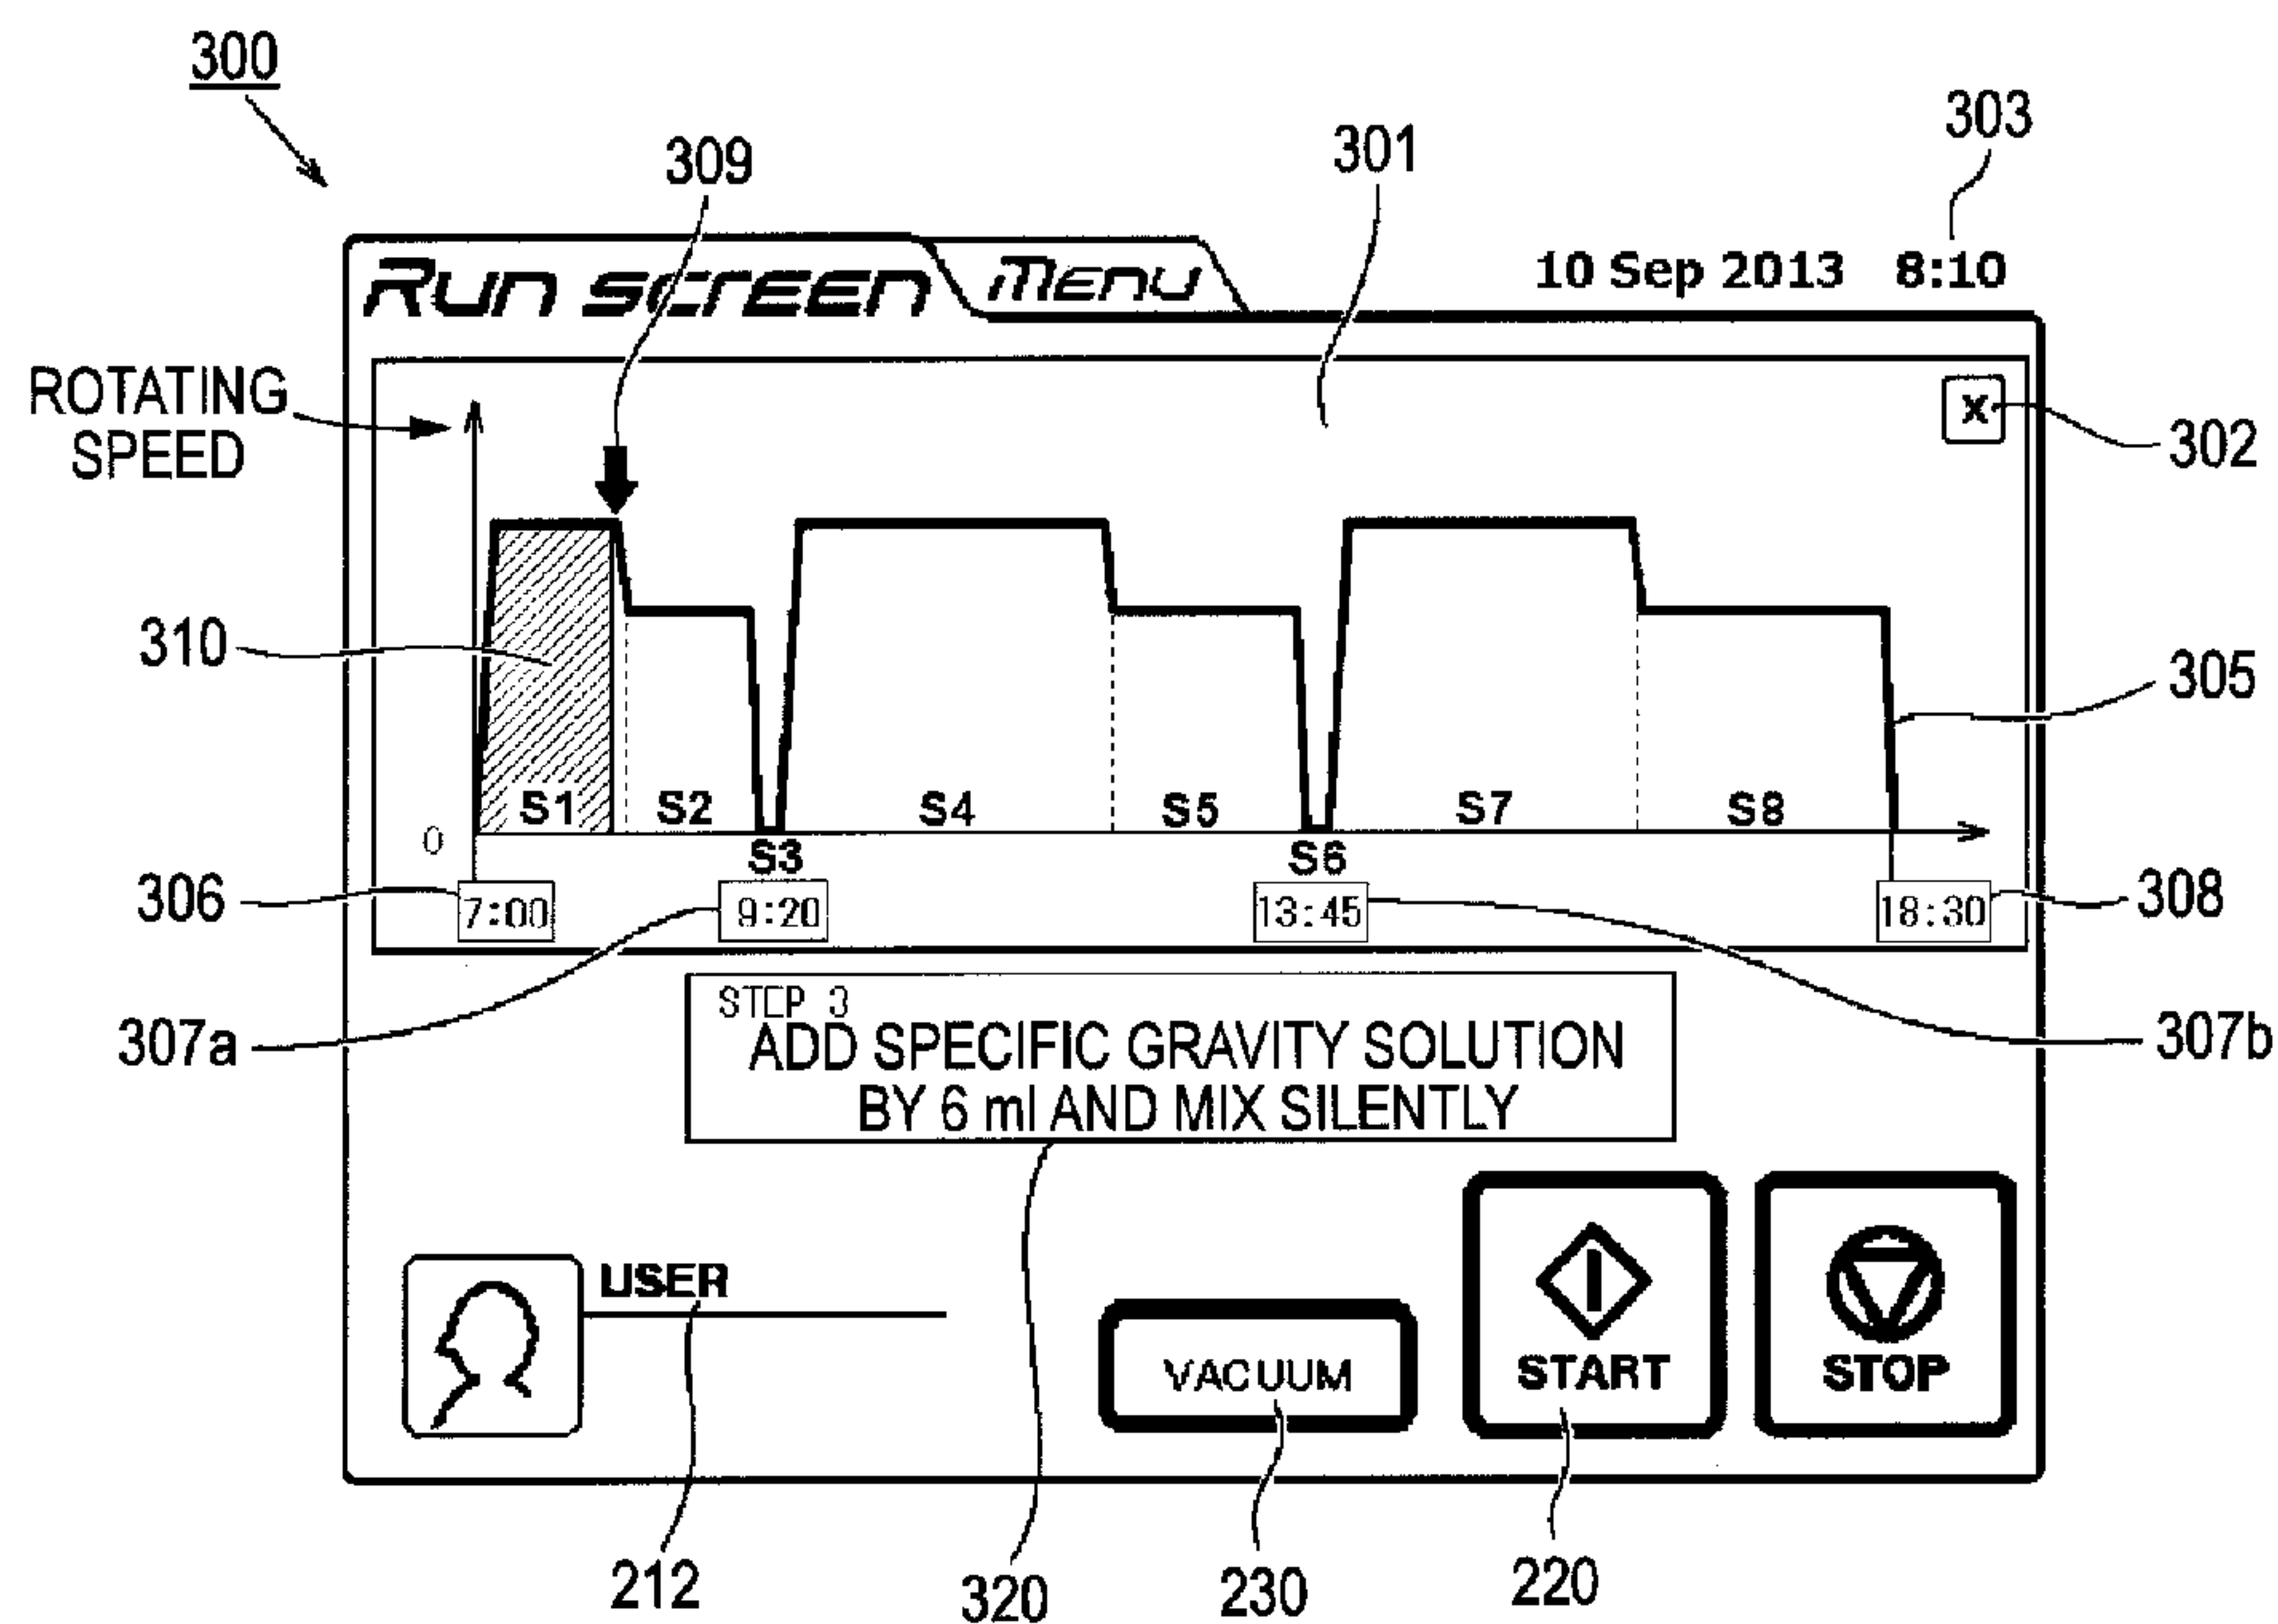 300
303
309
301
Run screen
Menu
10 Sep 2013 8:10
ROTATING
SPEED
X
302
310
305
S1
S2
S4
S5
S7
S8
0
S3
S6
306
7:00
9:20
13:45
18:30
308
STEP 3
307a
ADD SPECIFIC GRAVITY SOLUTION
307b
BY 6 ml AND MIX SILENTLY
USER
VACUUM
START
STOP
212
320
230
220